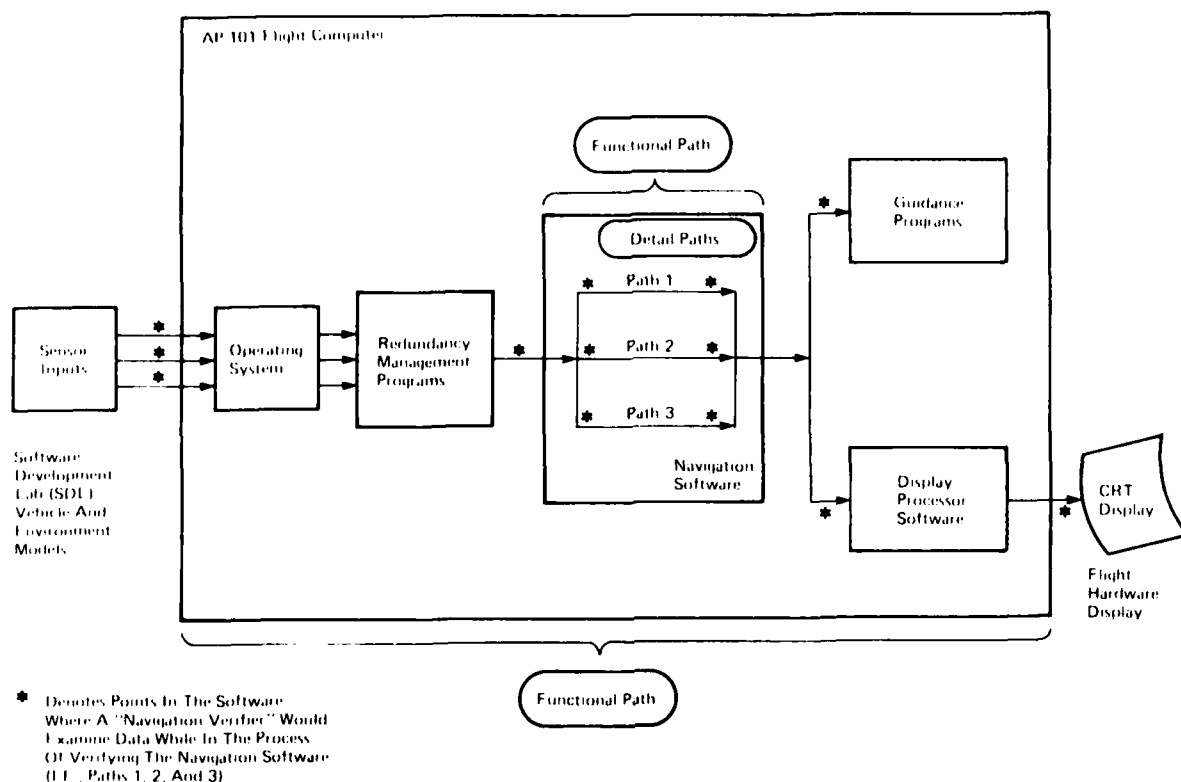 AP 101 Flight Computer
Functional Path
Detail Paths
Path 1
Path 2
Path 3
Navigation
Software
Sensor
Inputs
Operating
System
Redundancy
Management
Programs
Guidance
Programs
Display
Processor
Software
CRT
Display
Software
Development
Lab (SDL)
Vehicle And
Environment
Models
Flight
Hardware
Display
Functional Path
* Denotes Points In The Software
Where A "Navigation Verifier" Would
Examine Data While In The Process
Of Verifying The Navigation Software
(I.E., Paths 1, 2, And 3)